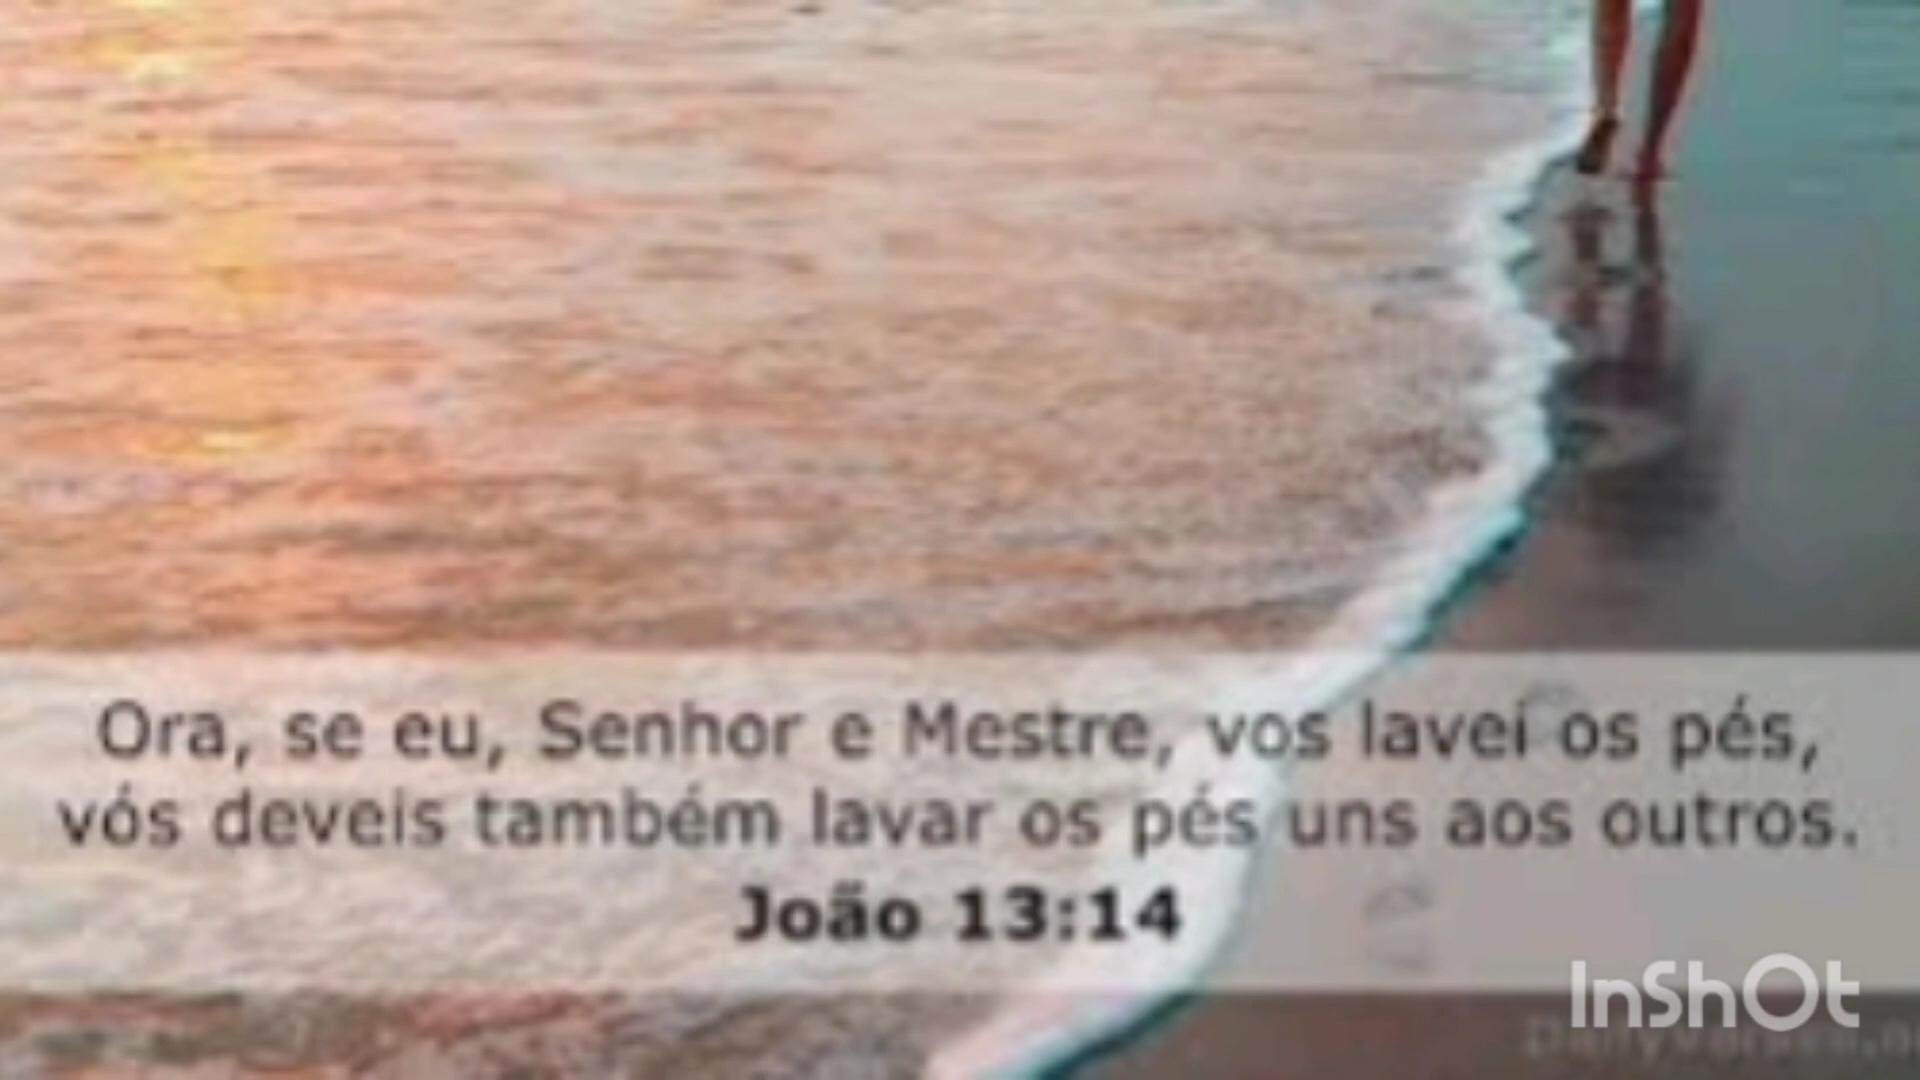 Ora, se eu, Senhor e Mestre, vos lavei os pés,
vós deveis também lavar os pés uns aos outros.
João 13:14
InShOt